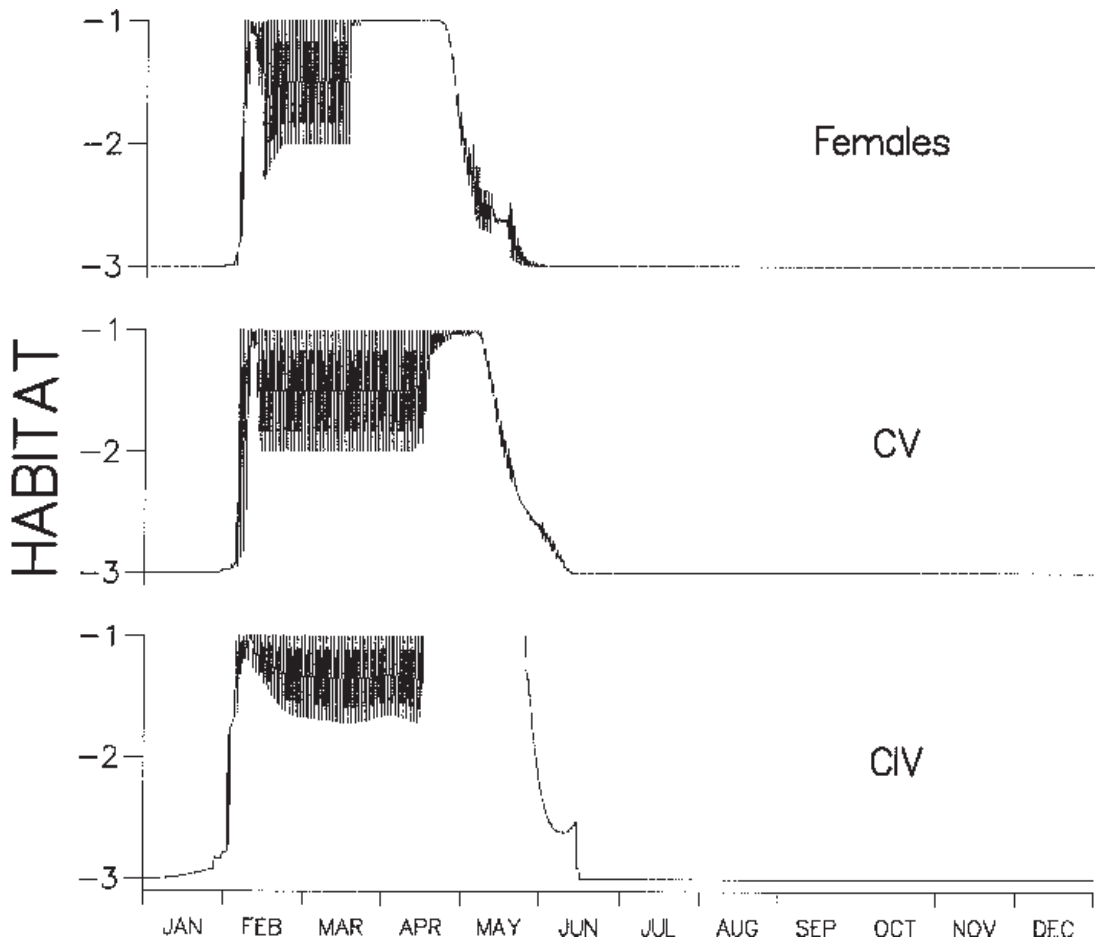 HABITAT
-1
-2
-3
Females
-1
-2
-3
CV
-1
-2
-3
CIV
JAN FEB MAR APR MAY JUN JUL AUG SEP OCT NOV DEC